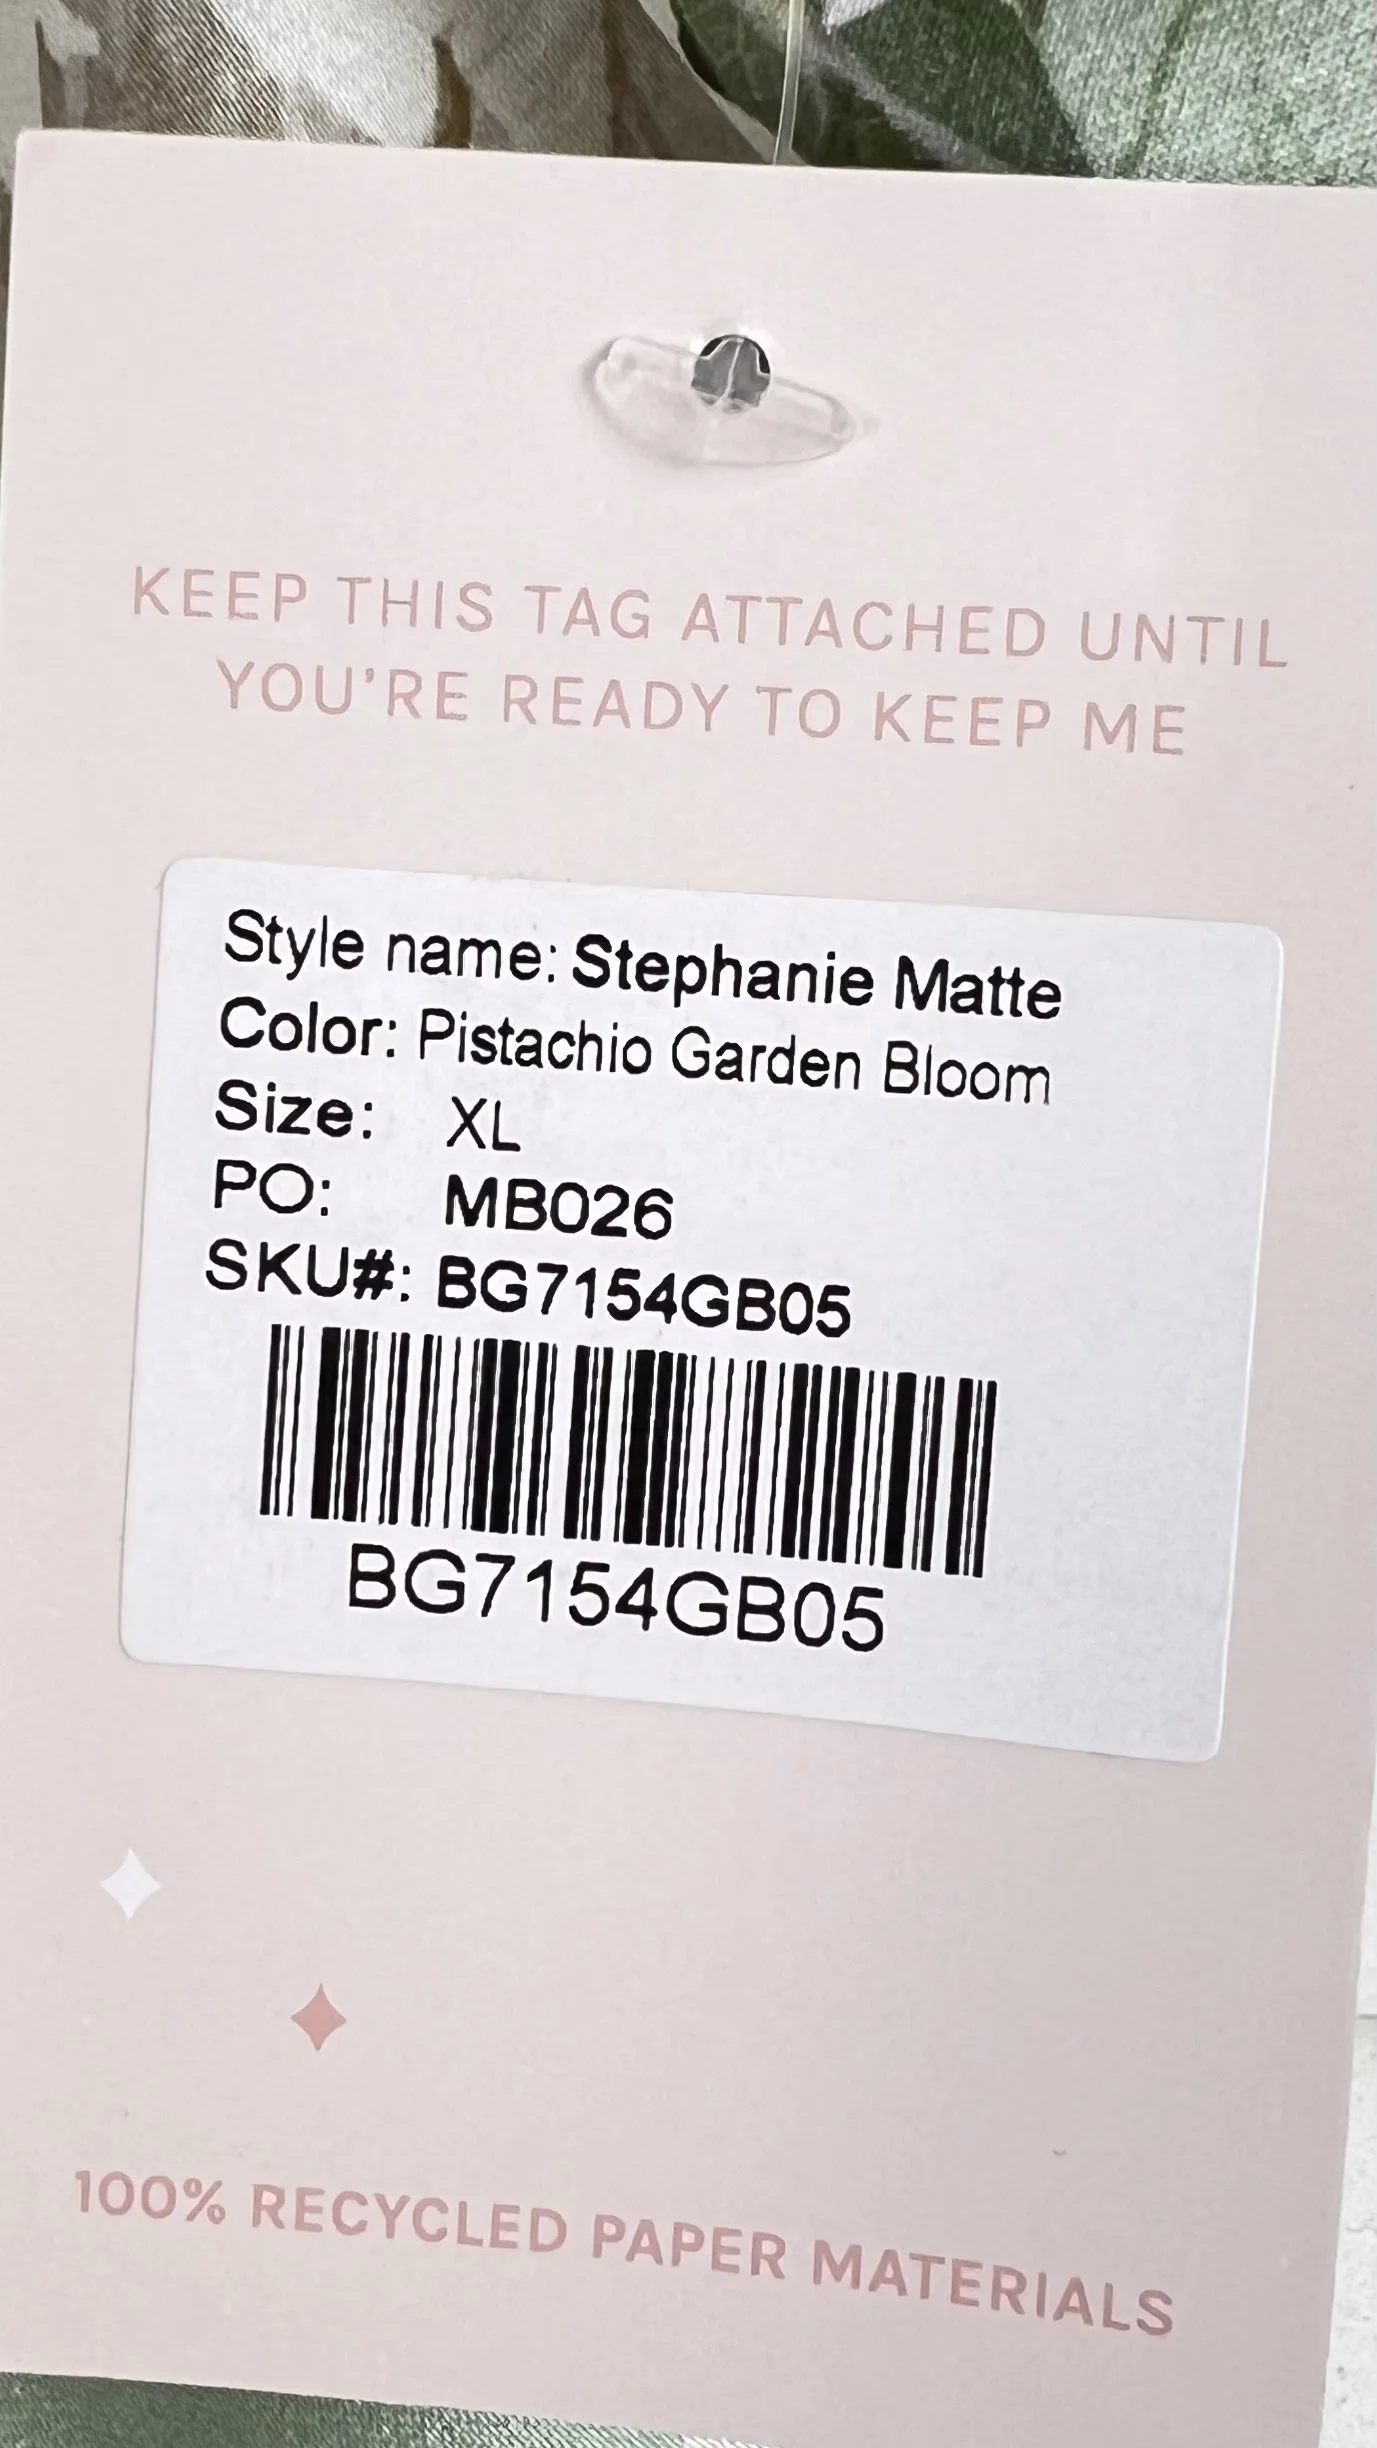 KEEP THIS TAG ATTACHED UNTIL
YOU'RE READY TO KEEP ME
Style name: Stephanie Matte
Color: Pistachio Garden Bloom
Size: XL
PO: MB026
SKU#: BG7154GB05
BG7154GB05
100% RECYCLED PAPER MATERIALS